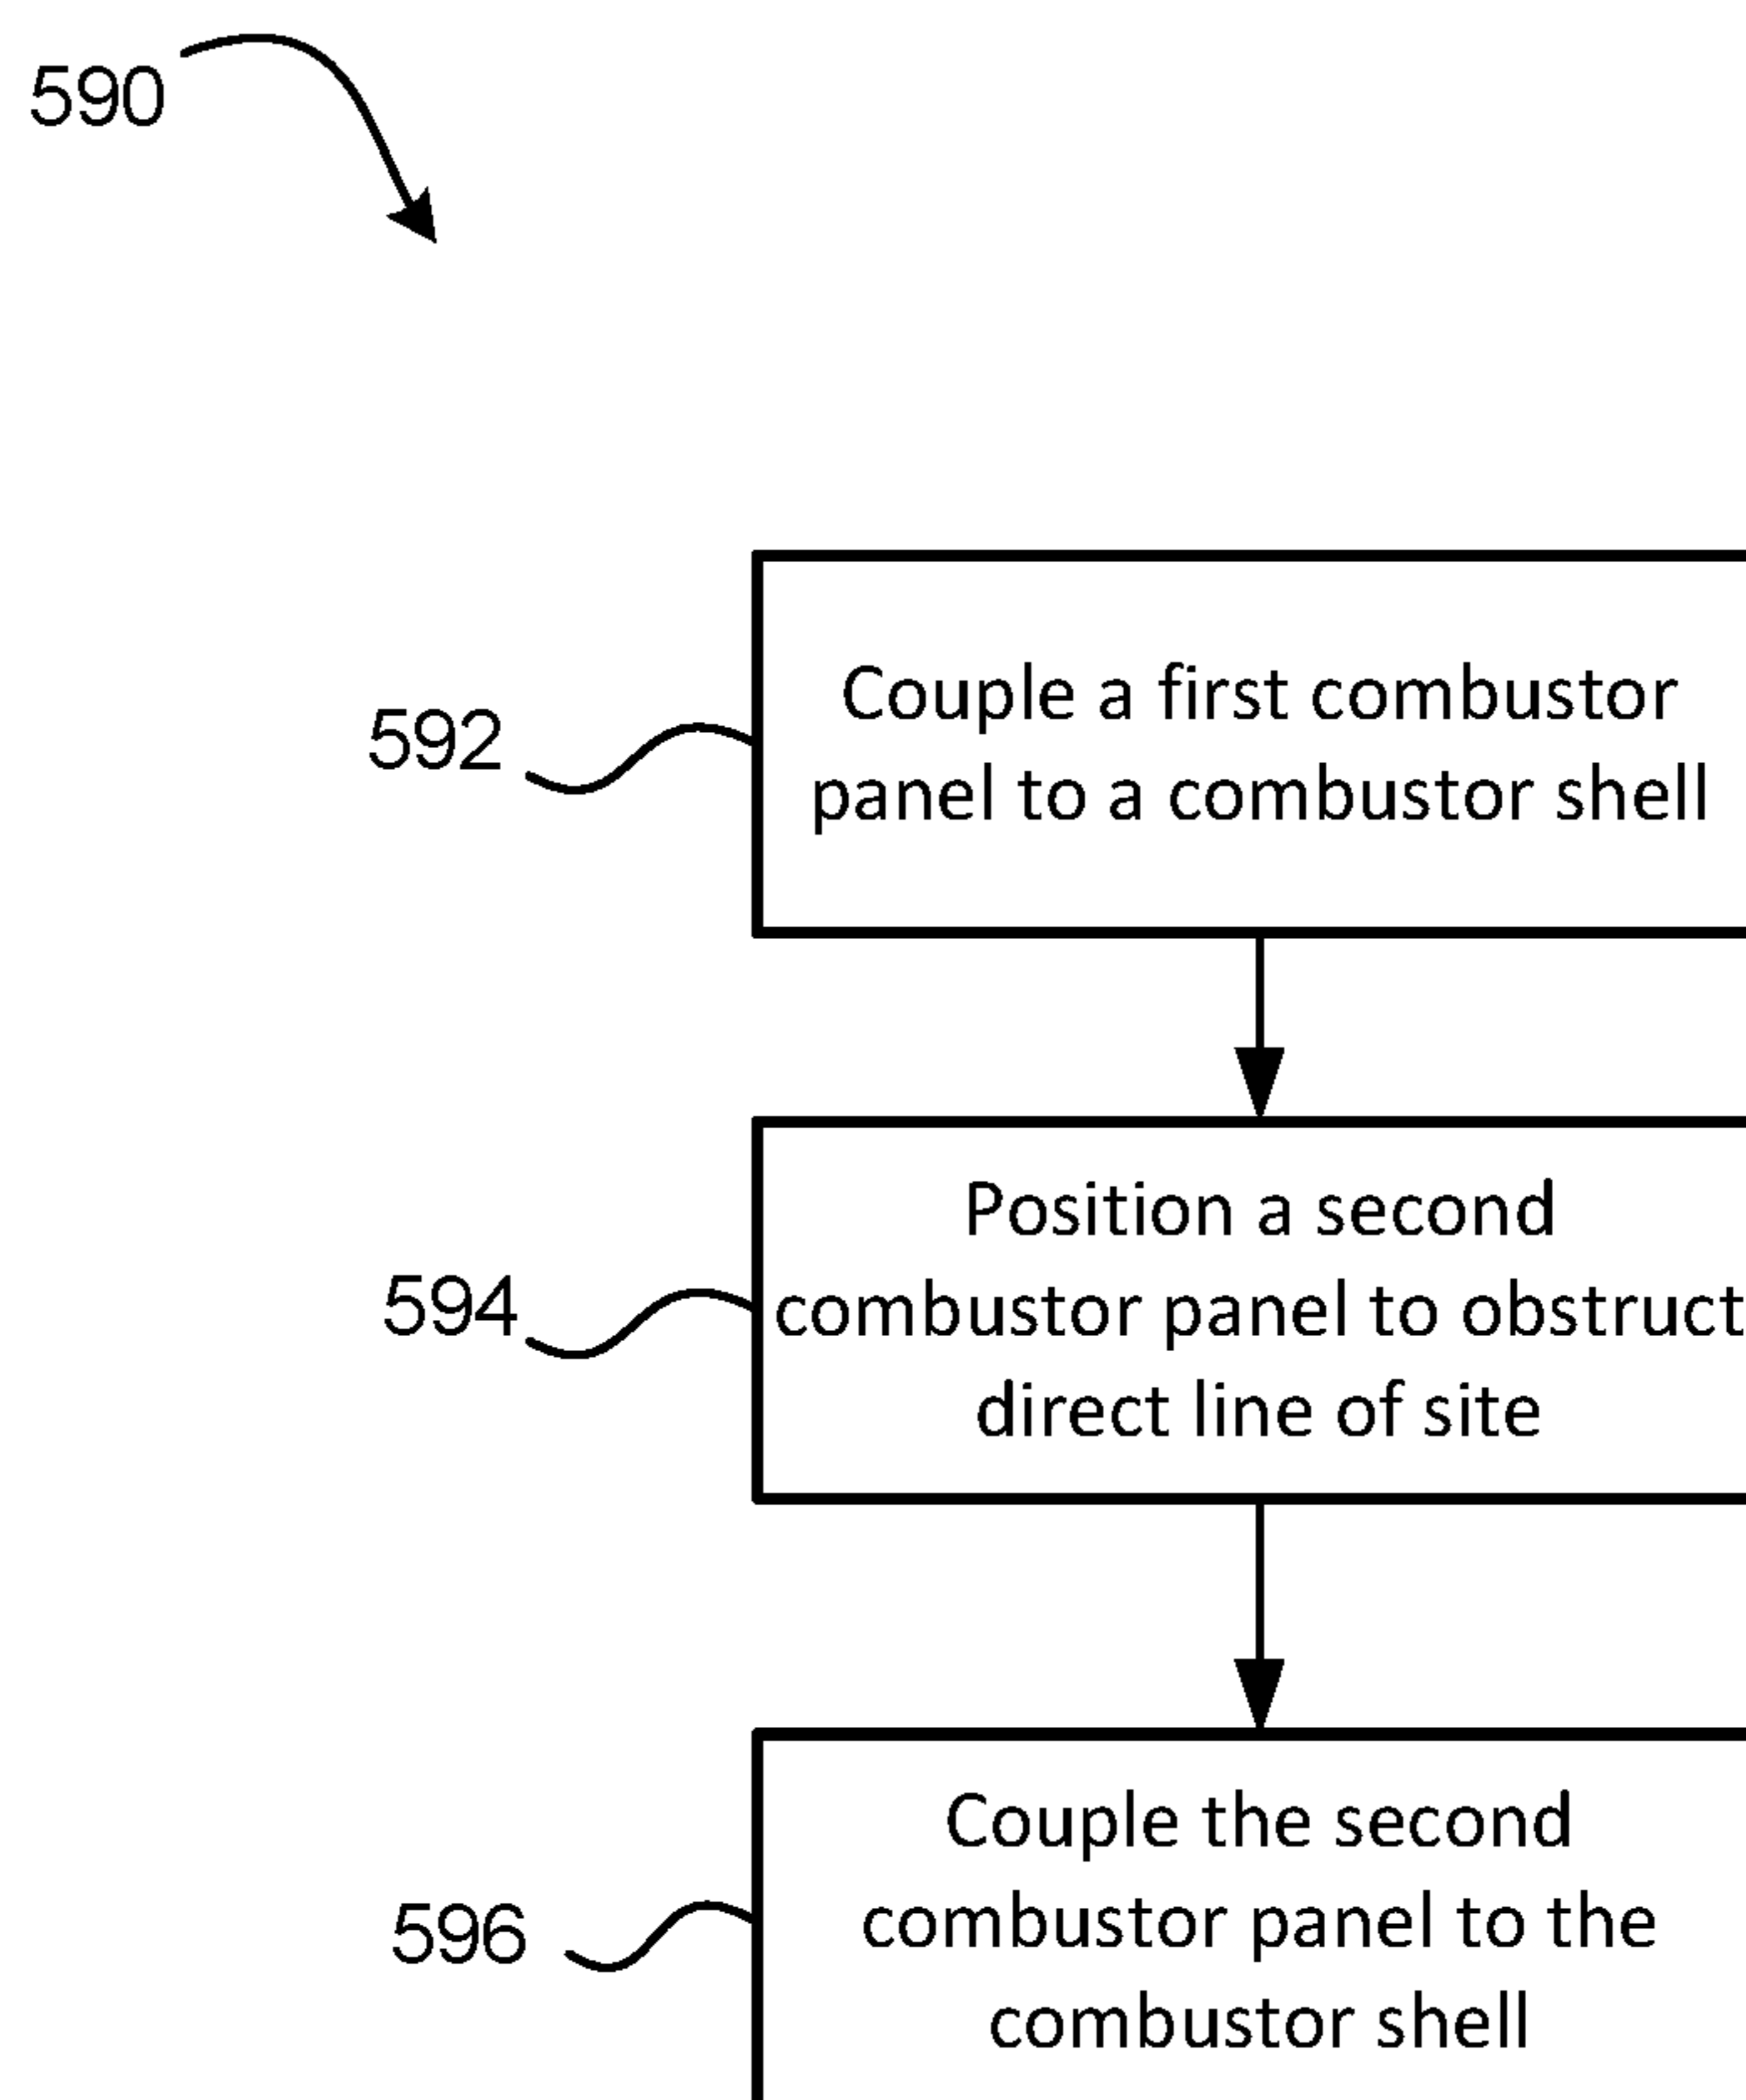 590
592
Couple a first combustor
panel to a combustor shell
594
Position a second
combustor panel to obstruct
direct line of site
596
Couple the second
combustor panel to the
combustor shell